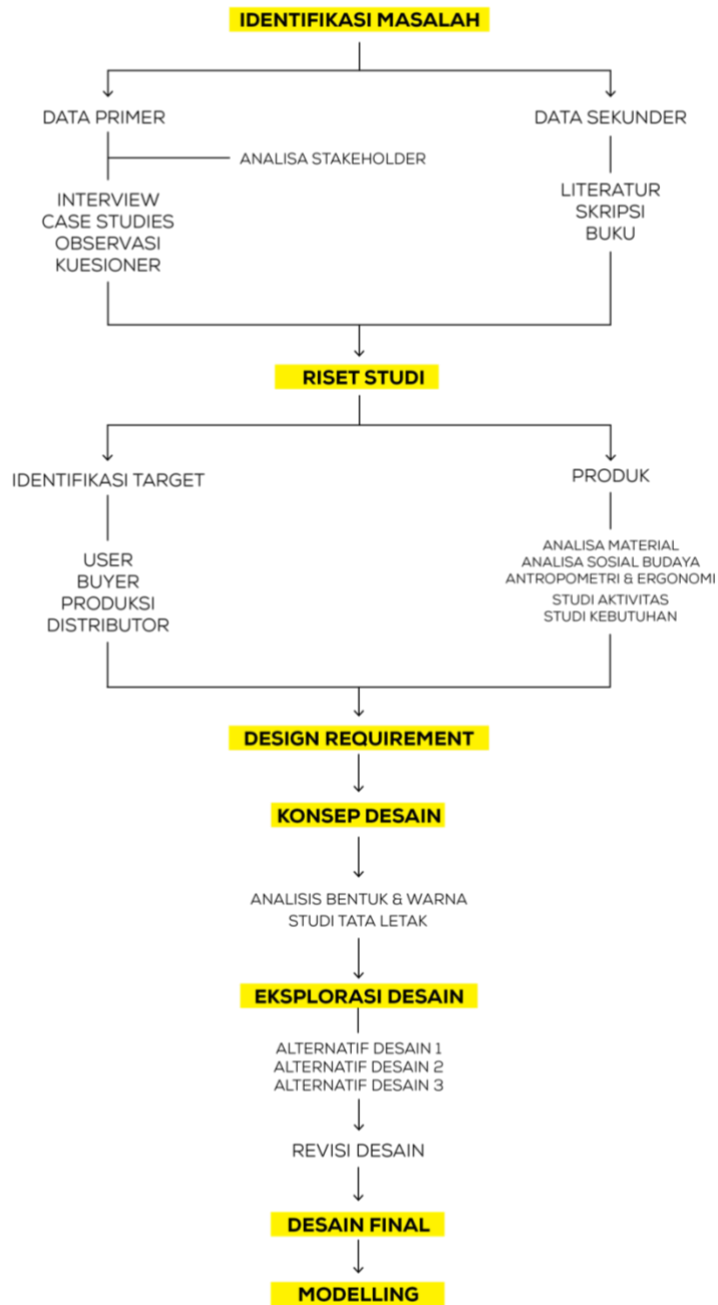 IDENTIFIKASI MASALAH
DATA PRIMER
DATA SEKUNDER
ANALISA STAKEHOLDER
INTERVIEW
CASE STUDIES
OBSERVASI
KUESIONER
LITERATUR
SKRIPSI
BUKU
RISET STUDI
IDENTIFIKASI TARGET
PRODUK
USER
BUYER
PRODUKSI
DISTRIBUTOR
ANALISA MATERIAL
ANALISA SOSIAL BUDAYA
ANTROPOMETRI & ERGONOMI
STUDI AKTIVITAS
STUDI KEBUTUHAN
DESIGN REQUIREMENT
KONSEP DESAIN
ANALISIS BENTUK & WARNA
STUDI TATA LETAK
EKSPLORASI DESAIN
ALTERNATIF DESAIN 1
ALTERNATIF DESAIN 2
ALTERNATIF DESAIN 3
REVISI DESAIN
DESAIN FINAL
MODELLING